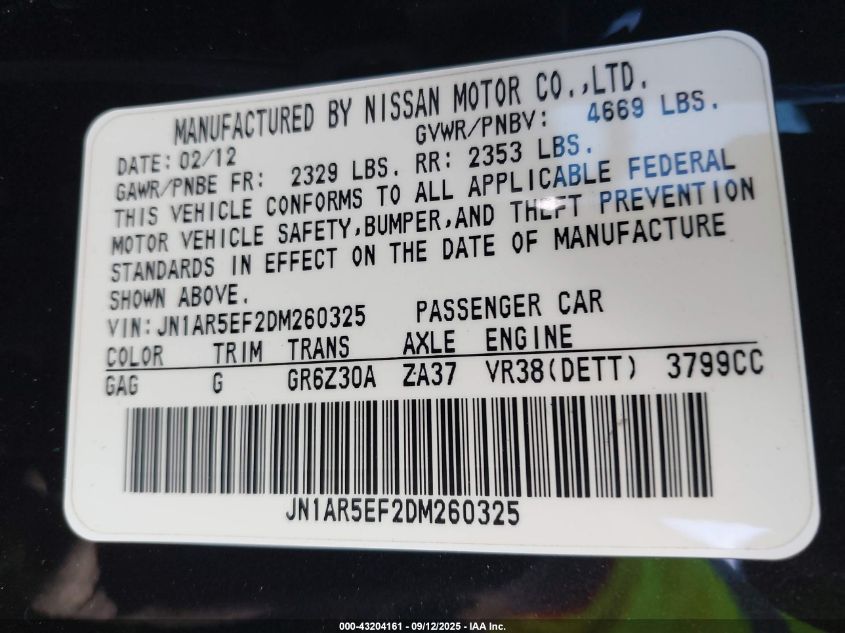 MANUFACTURED BY NISSAN MOTOR CO.,LTD.
DATE: 02/12 GVWR/PNBV: 4669 LBS.
GAWR/PNBE FR: 2329 LBS. RR: 2353 LBS.
THIS VEHICLE CONFORMS TO ALL APPLICABLE FEDERAL
MOTOR VEHICLE SAFETY,BUMPER,AND THEFT PREVENTION
STANDARDS IN EFFECT ON THE DATE OF MANUFACTURE
SHOWN ABOVE.
VIN:JN1AR5EF2DM260325 PASSENGER CAR
COLOR TRIM TRANS AXLE ENGINE
GAG G GR6Z30A ZA37 VR38(DETT) 3799CC
JN1AR5EF2DM260325
000-43204161 - 09/12/2025 - IAA Inc.